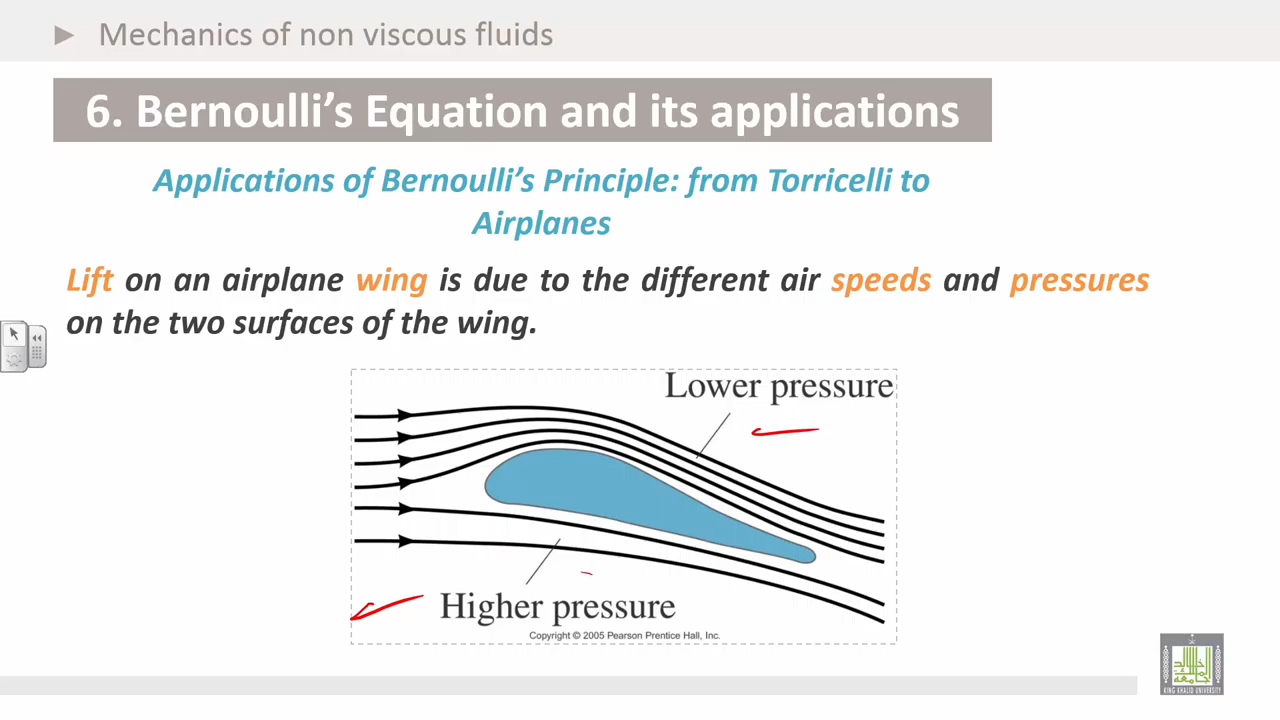 Mechanics of non viscous fluids
6. Bernoulli’s Equation and its applications
Applications of Bernoulli’s Principle: from Torricelli to
Airplanes
Lift on an airplane wing is due to the different air speeds and pressures
on the two surfaces of the wing.
Lower pressure
Higher pressure
Copyright © 2005 Pearson Prentice Hall, Inc.
KING KHALID UNIVERSITY